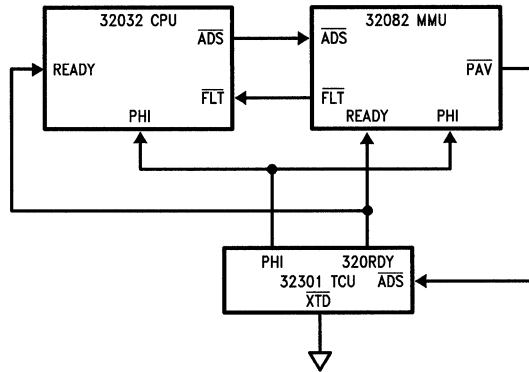 32032 CPU
ADS
READY
FLT
PHI
32082 MMU
ADS
PAV
FLT
READY PHI
PHI 320RDY
32301 TCU ADS
XTD